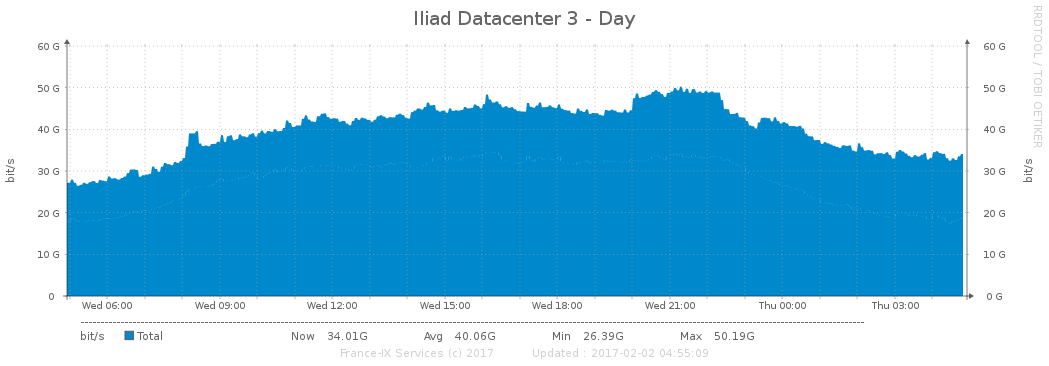 Iliad Datacenter 3 - Day
RRDTOOL / TOBI OETIKER
60 G 60 G
50 G 50 G
40 G 40 G
30 G 30 G
20 G 20 G
10 G 10 G
0 0 G
bit/s bit/s
Wed 06:00 Wed 09:00 Wed 12:00 Wed 15:00 Wed 18:00 Wed 21:00 Thu 00:00 Thu 03:00
bit/s Total Now 34.01G Avg 40.06G Min 26.39G Max 50.19G
France-IX Services (c) 2017 Updated : 2017-02-02 04:55:09